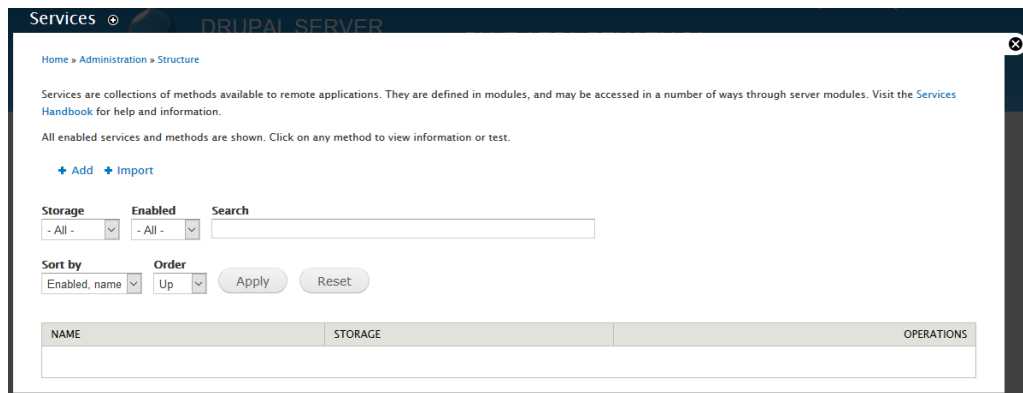 Services
DRUPAL SERVER
Home » Administration » Structure
Services are collections of methods available to remote applications. They are defined in modules, and may be accessed in a number of ways through server modules. Visit the Services
Handbook for help and information.
All enabled services and methods are shown. Click on any method to view information or test.
+ Add + Import
Storage Enabled Search
- All - - All -
Sort by Order
Enabled, name Up Apply Reset
NAME STORAGE OPERATIONS